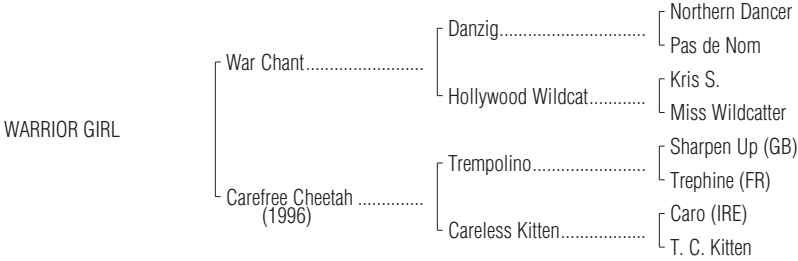 Northern Dancer
Danzig..............................
Pas de Nom
War Chant........................
Kris S.
Hollywood Wildcat............
Miss Wildcatter
WARRIOR GIRL
Sharpen Up (GB)
Trempolino........................
Trephine (FR)
Carefree Cheetah ..............
(1996)
Caro (IRE)
Careless Kitten..................
T. C. Kitten